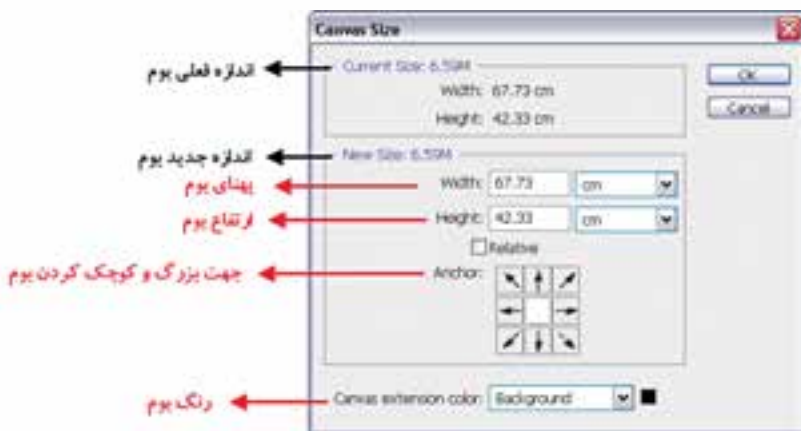 Canvas Size
اندازه فعلی بوم
Current Size: 6.59M
Width: 67.73 cm
Height: 42.33 cm
OK
Cancel
اندازه جدید بوم
New Size: 6.59M
پهنای بوم
Width: 67.73 cm
ارتفاع بوم
Height: 42.33 cm
Relative
جهت بزرگ و کوچک کردن بوم
Anchor:
رنگ بوم
Canvas extension color: Background